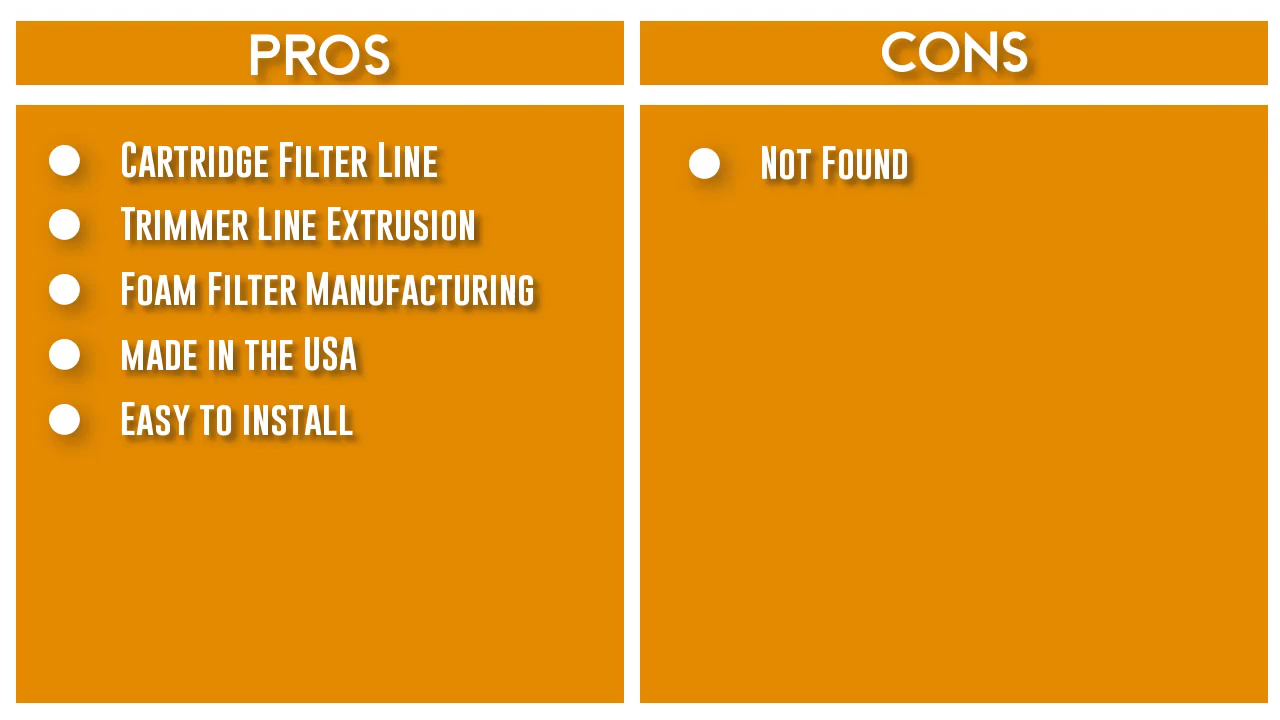 PROS
Cartridge Filter Line
Trimmer Line Extrusion
Foam Filter Manufacturing
made in the USA
Easy to install
CONS
Not Found